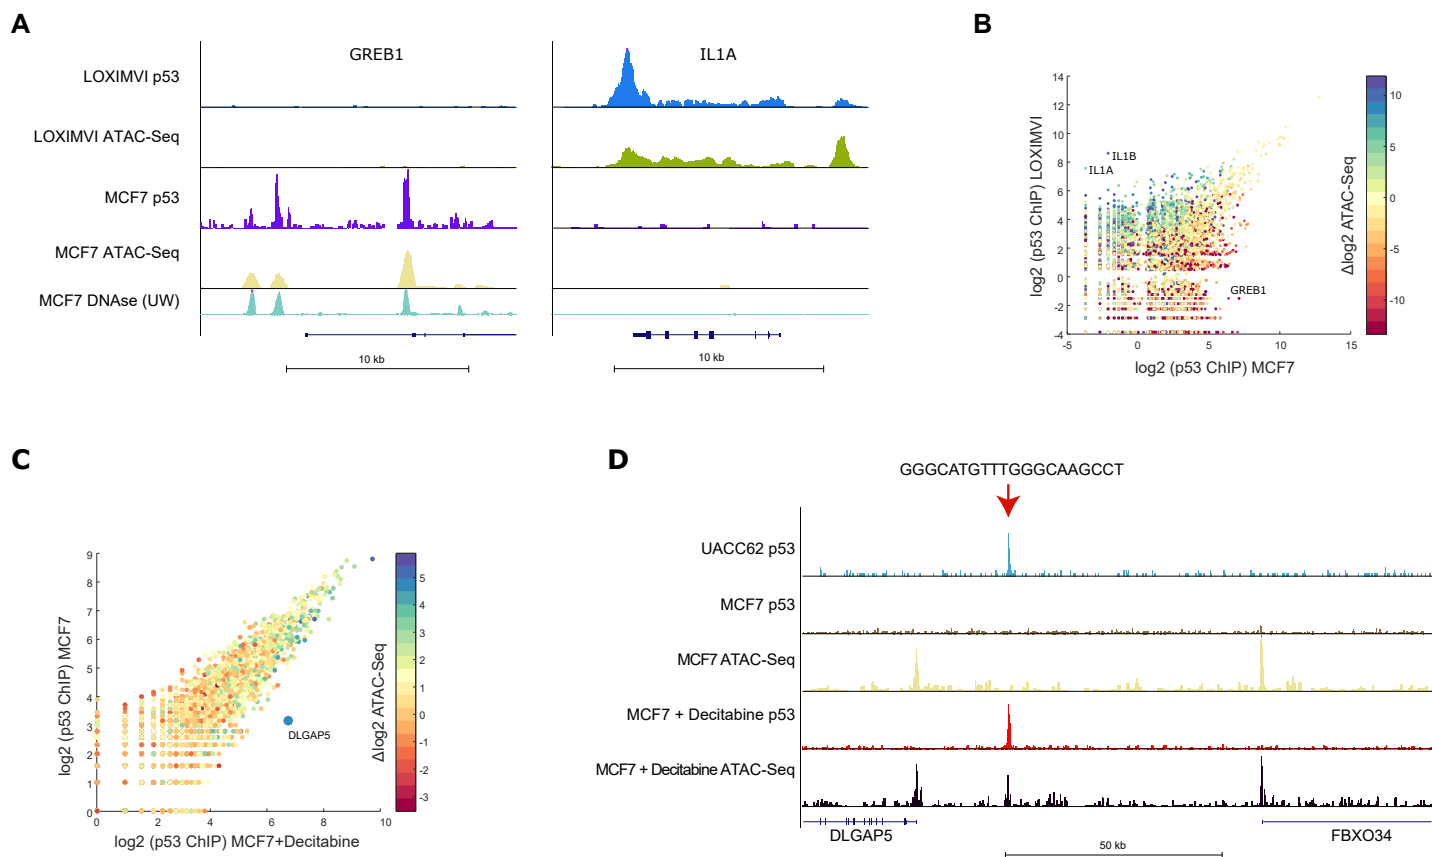 A
GREB1
IL1A
LOXIMVI p53
LOXIMVI ATAC-Seq
MCF7 p53
MCF7 ATAC-Seq
MCF7 DNAse (UW)
10 kb
10 kb
B
log2 (p53 ChIP) LOXIMVI
14
12
10
8
6
4
2
0
-2
-4
IL1B
IL1A
GREB1
-5
0
5
10
15
log2 (p53 ChIP) MCF7
Δlog2 ATAC-Seq
10
5
0
-5
-10
C
log2 (p53 ChIP) MCF7
9
8
7
6
5
4
3
2
1
0
DLGAP5
0
2
4
6
8
10
log2 (p53 ChIP) MCF7+Decitabine
Δlog2 ATAC-Seq
5
4
3
2
1
0
-1
-2
-3
D
GGGCATGTTTGGGCAAGCCT
UACC62 p53
MCF7 p53
MCF7 ATAC-Seq
MCF7 + Decitabine p53
MCF7 + Decitabine ATAC-Seq
DLGAP5
FBXO34
50 kb